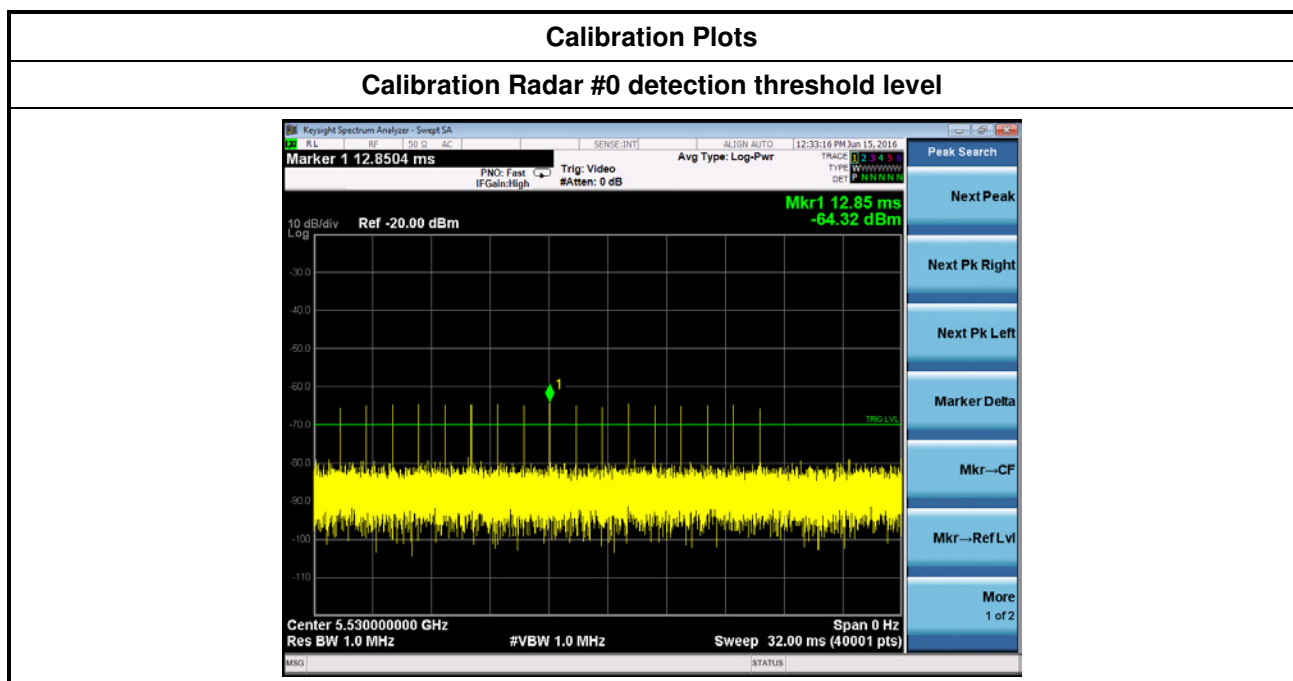 Calibration Plots
Calibration Radar #0 detection threshold level
Keysight Spectrum Analyzer - Swept SA
RL RF 50 Ω AC SENSE:INT ALIGN AUTO 12:33:16 PM Jun 15, 2016
Marker 1 12.8504 ms
PNO: Fast
IFGain:High
Trig: Video
#Atten: 0 dB
Avg Type: Log-Pwr
TRACE 1 2 3 4 5 6
TYPE WWWWWW
DET P N N N N N
Mkr1 12.85 ms
-64.32 dBm
10 dB/div Ref -20.00 dBm
Log
-30.0
-40.0
-50.0
-60.0
1
-70.0
TRIG LVL
-80.0
-90.0
-100
-110
Center 5.530000000 GHz
Span 0 Hz
Res BW 1.0 MHz
#VBW 1.0 MHz
Sweep 32.00 ms (40001 pts)
MSG
STATUS
Peak Search
Next Peak
Next Pk Right
Next Pk Left
Marker Delta
Mkr→CF
Mkr→Ref Lvl
More
1 of 2